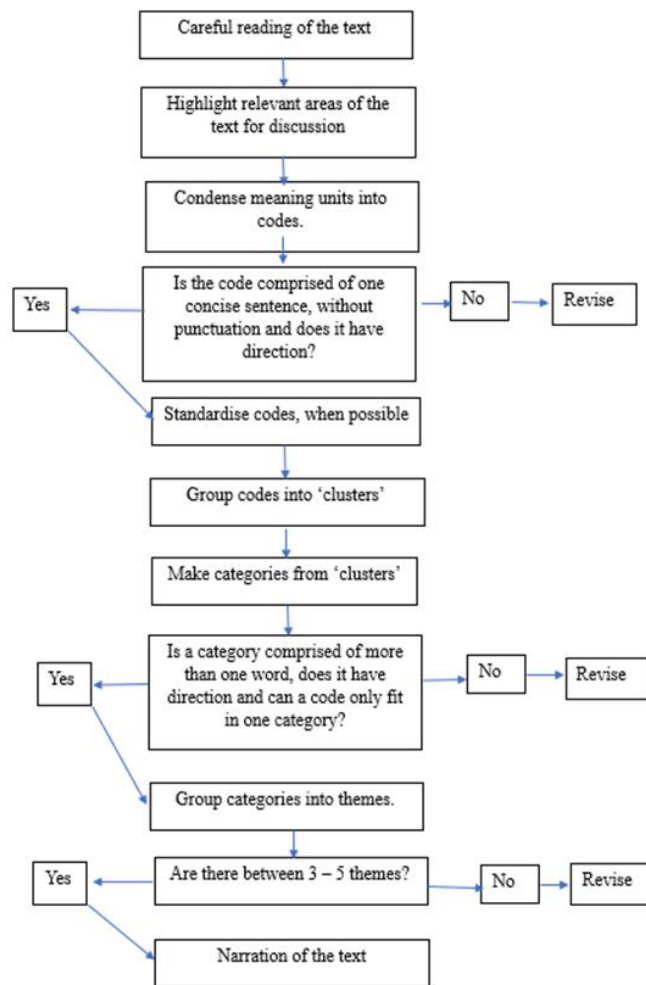 Careful reading of the text
Highlight relevant areas of the
text for discussion
Condense meaning units into
codes.
Is the code comprised of one
concise sentence, without
punctuation and does it have
direction?
Yes
No
Revise
Standardise codes, when possible
Group codes into ‘clusters’
Make categories from ‘clusters’
Is a category comprised of more
than one word, does it have
direction and can a code only fit
in one category?
Yes
No
Revise
Group categories into themes.
Are there between 3 – 5 themes?
Yes
No
Revise
Narration of the text